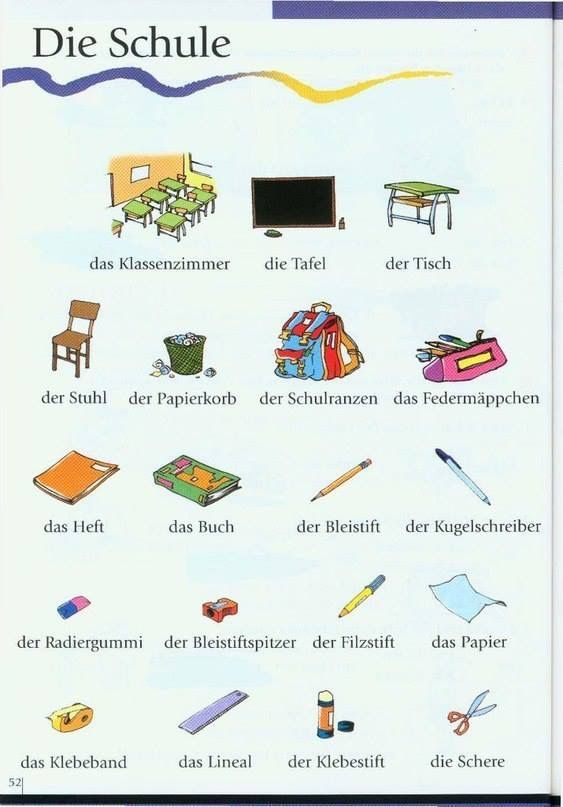 Die Schule
das Klassenzimmer die Tafel der Tisch
der Stuhl der Papierkorb der Schulranzen das Federmäppchen
das Heft das Buch der Bleistift der Kugelschreiber
der Radiergummi der Bleistiftspitzer der Filzstift das Papier
das Klebeband das Lineal der Klebestift die Schere
52